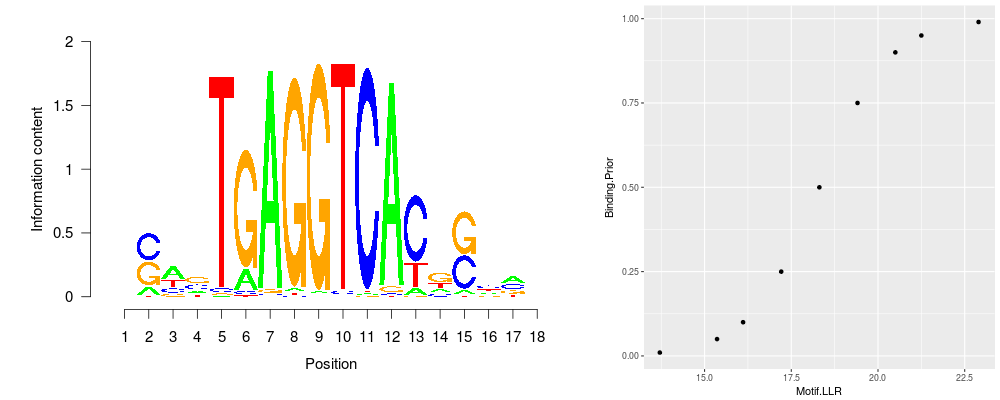 Information content
2
1.5
1
0.5
0
C G A
A T
T
T
G A
A
G
G
T
C
A
C T
G
G C
A
1 2 3 4 5 6 7 8 9 10 11 12 13 14 15 16 17 18
Position
Binding.Prior
1.00
0.75
0.50
0.25
0.00
15.0 17.5 20.0 22.5
Motif.LLR